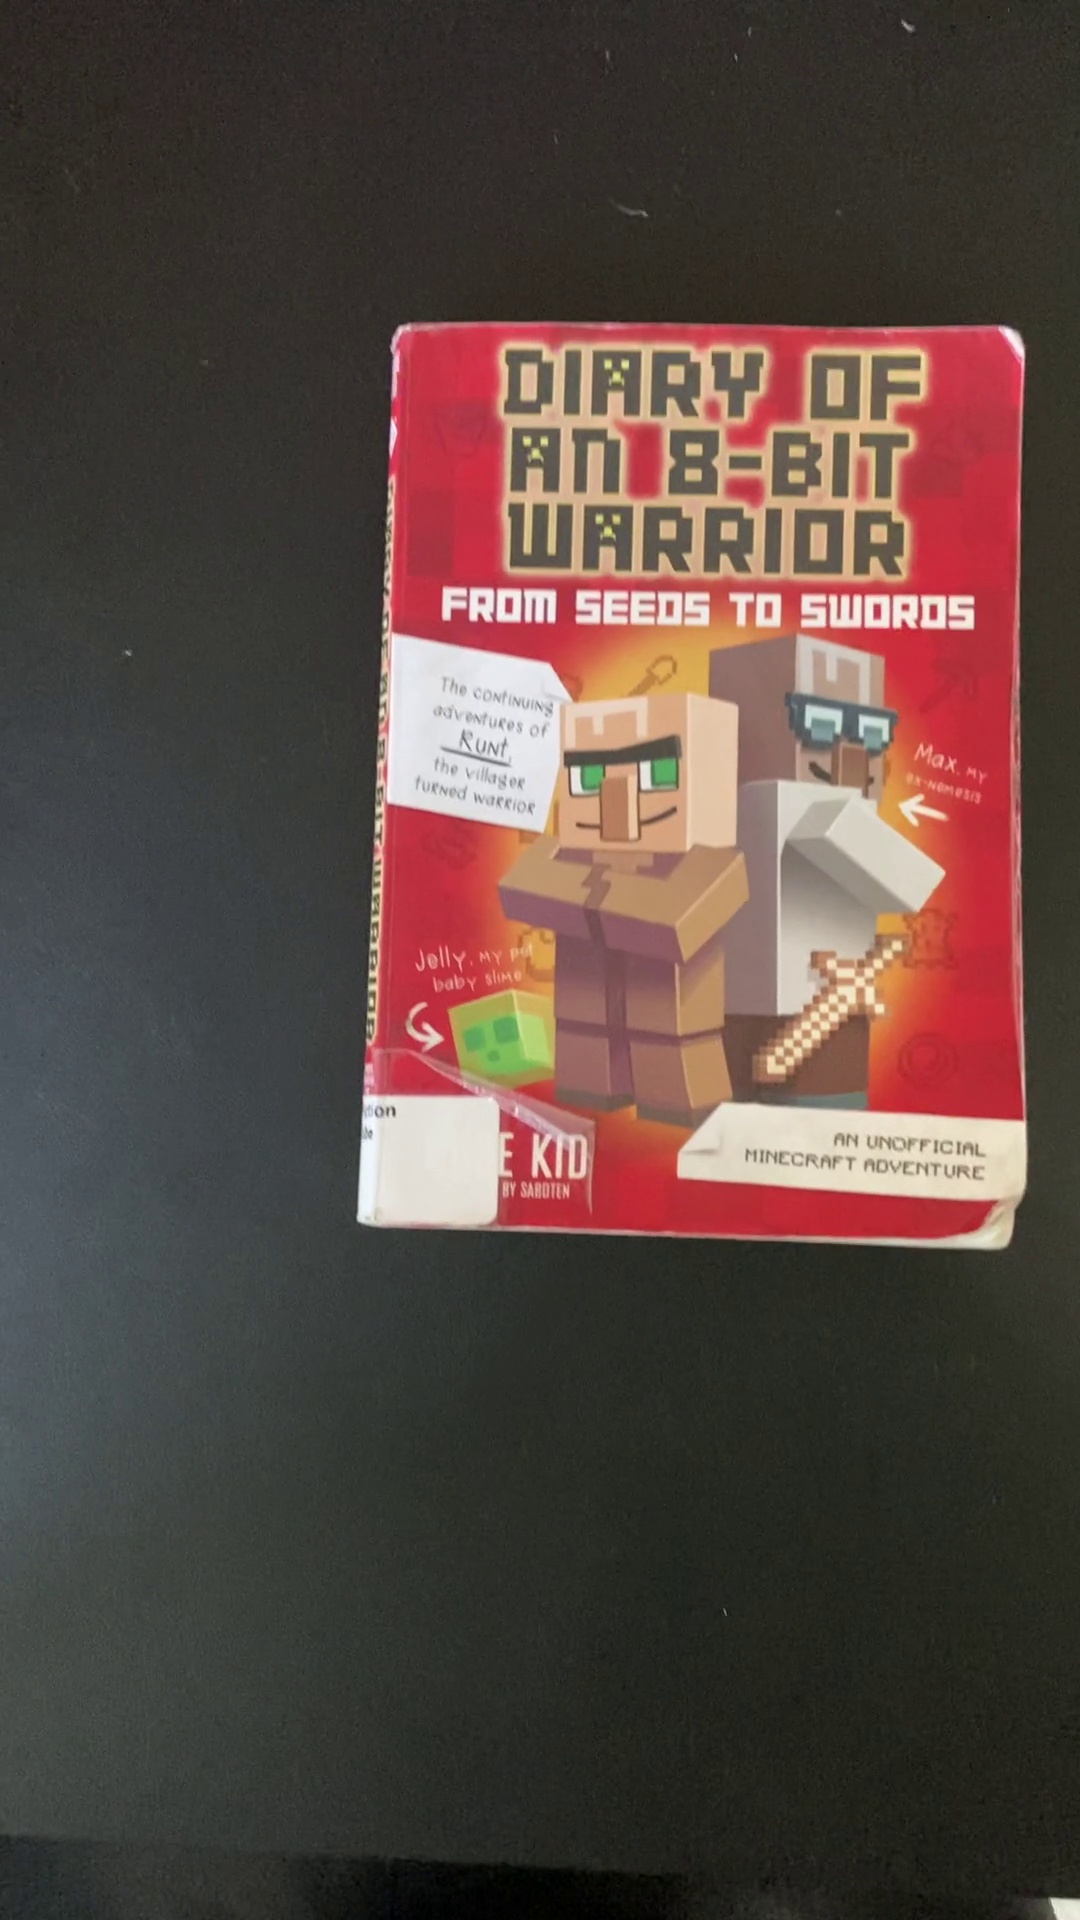 DIARY OF
AN 8-BIT
WARRIOR
FROM SEEDS TO SWORDS
The continuing
adventures of
Runt,
the villager
turned warrior
Max, my
ex-nemesis
Jelly, my pet
baby slime
E KID
BY SABOTEN
AN UNOFFICIAL
MINECRAFT ADVENTURE